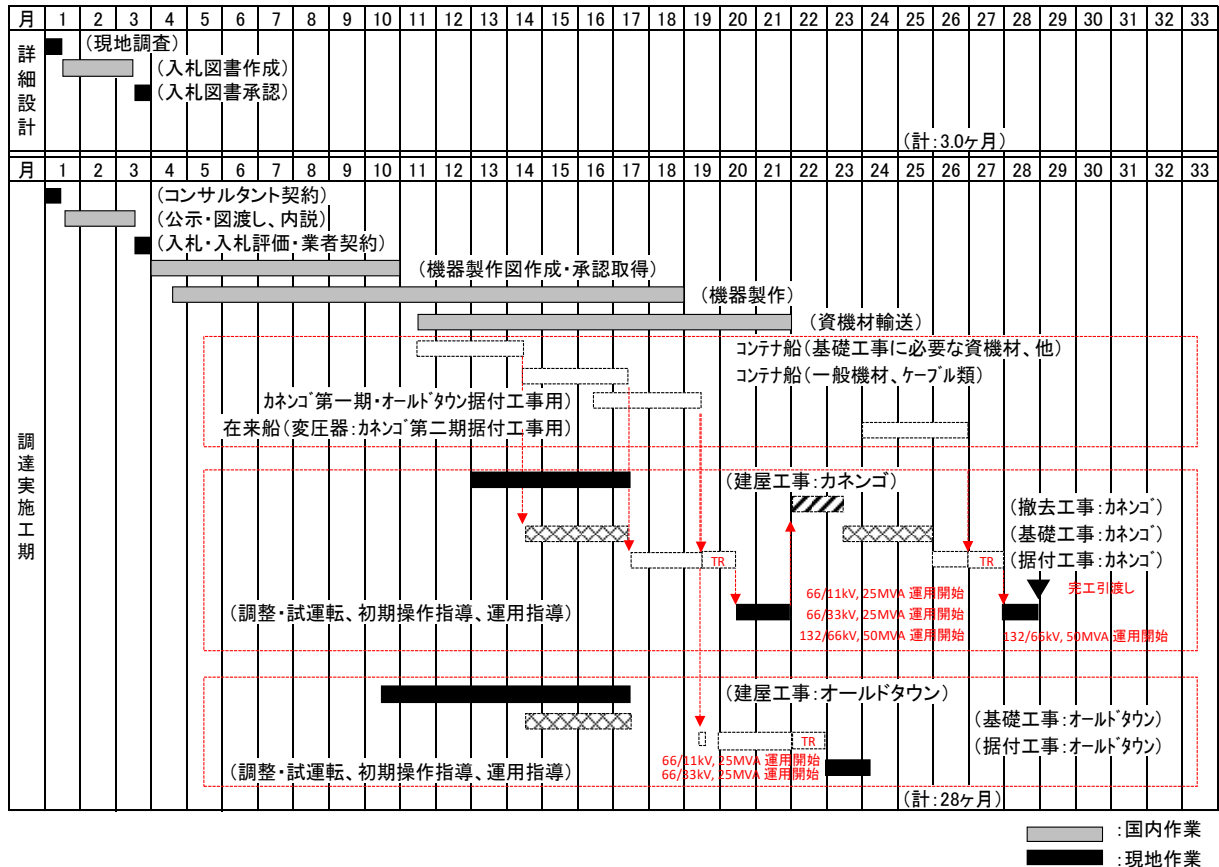 月 1 2 3 4 5 6 7 8 9 10 11 12 13 14 15 16 17 18 19 20 21 22 23 24 25 26 27 28 29 30 31 32 33
詳細設計
(現地調査)
(入札図書作成)
(入札図書承認)
(計:3.0ヶ月)
月 1 2 3 4 5 6 7 8 9 10 11 12 13 14 15 16 17 18 19 20 21 22 23 24 25 26 27 28 29 30 31 32 33
調達実施工期
(コンサルタント契約)
(公示・図渡し、内説)
(入札・入札評価・業者契約)
(機器製作図作成・承認取得)
(機器製作)
(資機材輸送)
コンテナ船(基礎工事に必要な資機材、他)
コンテナ船(一般機材、ケーブル類)
カネンゴ第一期・オールドタウン据付工事用)
在来船(変圧器:カネンゴ第二期据付工事用)
(建屋工事:カネンゴ)
(撤去工事:カネンゴ)
(基礎工事:カネンゴ)
TR TR (据付工事:カネンゴ)
66/11kV, 25MVA 運用開始 完工引渡し
(調整・試運転、初期操作指導、運用指導) 66/33kV, 25MVA 運用開始
132/66kV, 50MVA 運用開始 132/66kV, 50MVA 運用開始
(建屋工事:オールドタウン)
(基礎工事:オールドタウン)
TR (据付工事:オールドタウン)
66/11kV, 25MVA 運用開始
(調整・試運転、初期操作指導、運用指導) 66/33kV, 25MVA 運用開始
(計:28ヶ月)
:国内作業
:現地作業